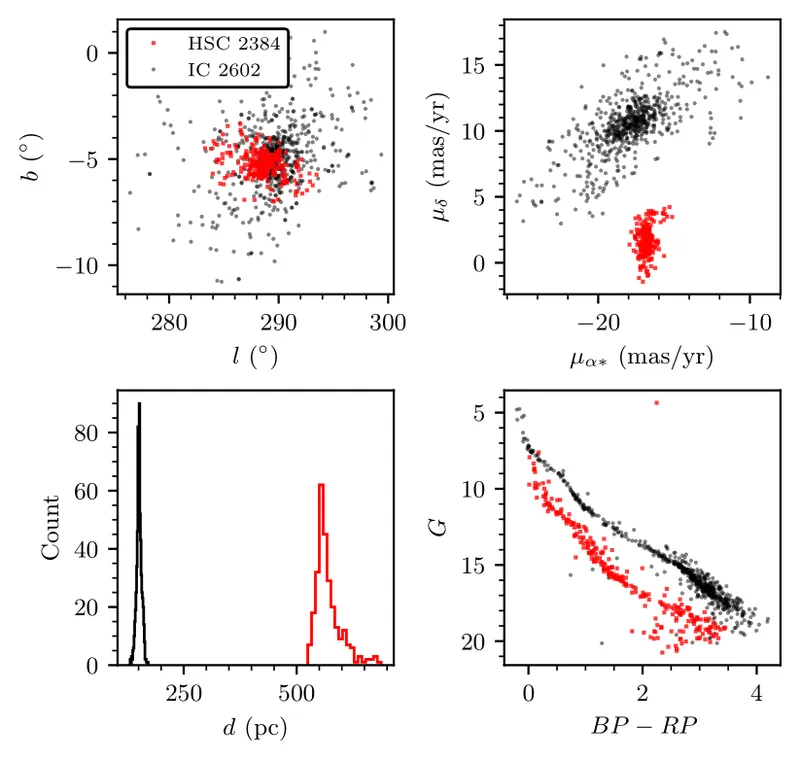 HSC 2384
IC 2602
0
−5
−10
b (°)
280
290
300
l (°)
15
10
5
0
μδ (mas/yr)
−20
−10
μα∗ (mas/yr)
80
60
40
20
0
Count
250
500
d (pc)
5
10
15
20
G
0
2
4
BP − RP